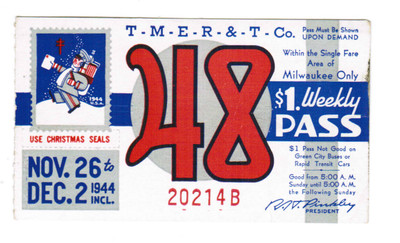 T-M-E-R-&-T-Co.
Pass Must Be Shown
UPON DEMAND
Within the Single Fare
Area of
Milwaukee Only
1944
U.S.A.
48
$1. Weekly
PASS
USE CHRISTMAS SEALS
$1 Pass Not Good on
Green City Buses or
Rapid Transit Cars
NOV. 26 to
DEC. 2 1944
INCL.
Good from 5:00 A.M.
Sunday until 5:00 A.M.
the following Sunday
20214B
PRESIDENT